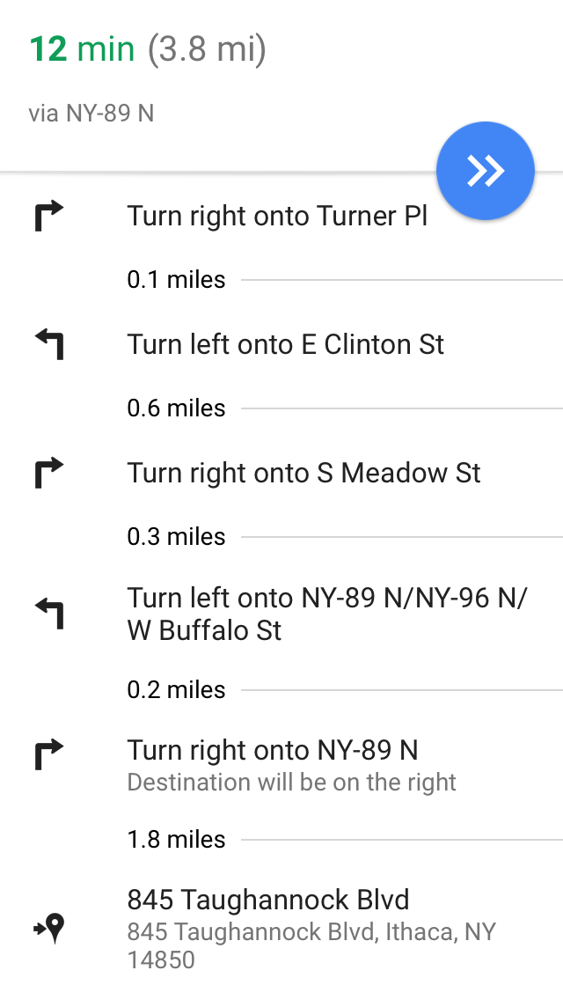 12 min (3.8 mi)
via NY-89 N
Turn right onto Turner Pl
0.1 miles
Turn left onto E Clinton St
0.6 miles
Turn right onto S Meadow St
0.3 miles
Turn left onto NY-89 N/NY-96 N/
W Buffalo St
0.2 miles
Turn right onto NY-89 N
Destination will be on the right
1.8 miles
845 Taughannock Blvd
845 Taughannock Blvd, Ithaca, NY
14850